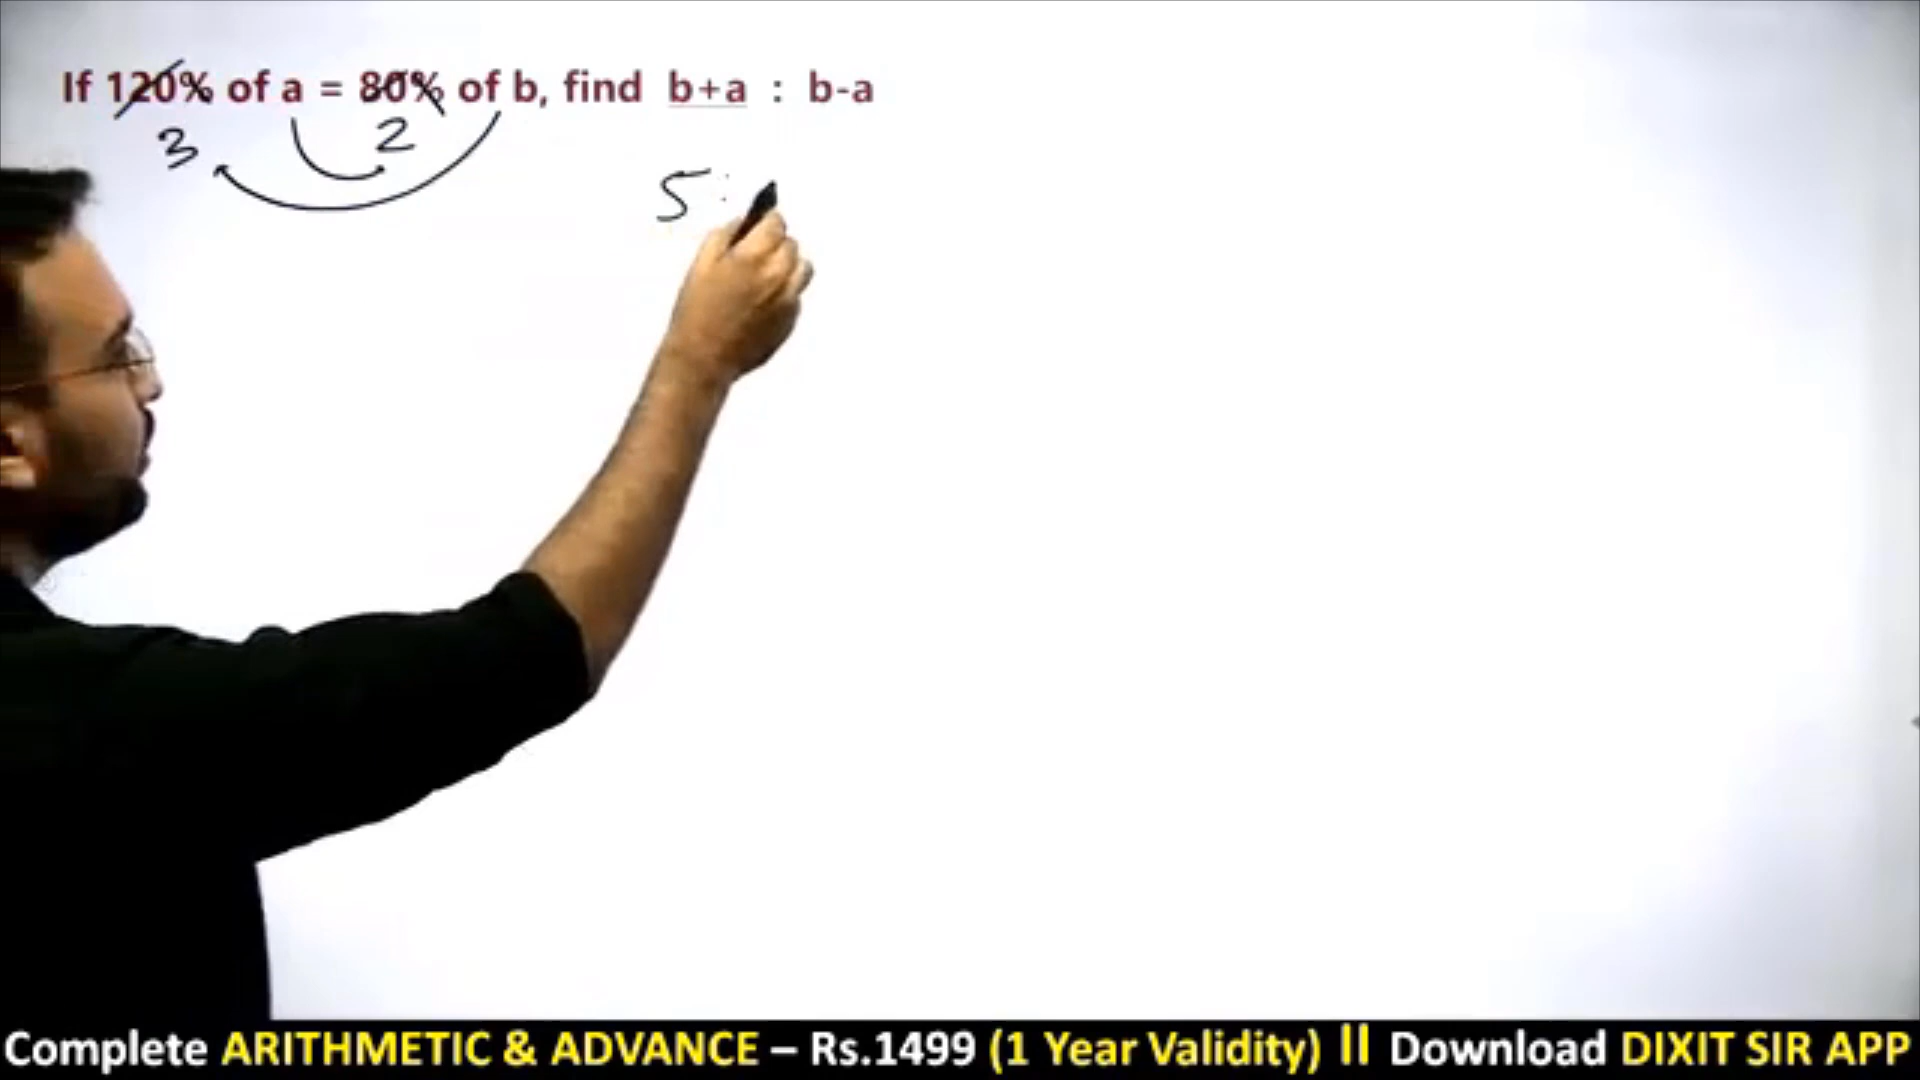 If 120% of a = 80% of b, find b+a : b-a
3 2
5 :
Complete ARITHMETIC & ADVANCE – Rs.1499 (1 Year Validity) || Download DIXIT SIR APP